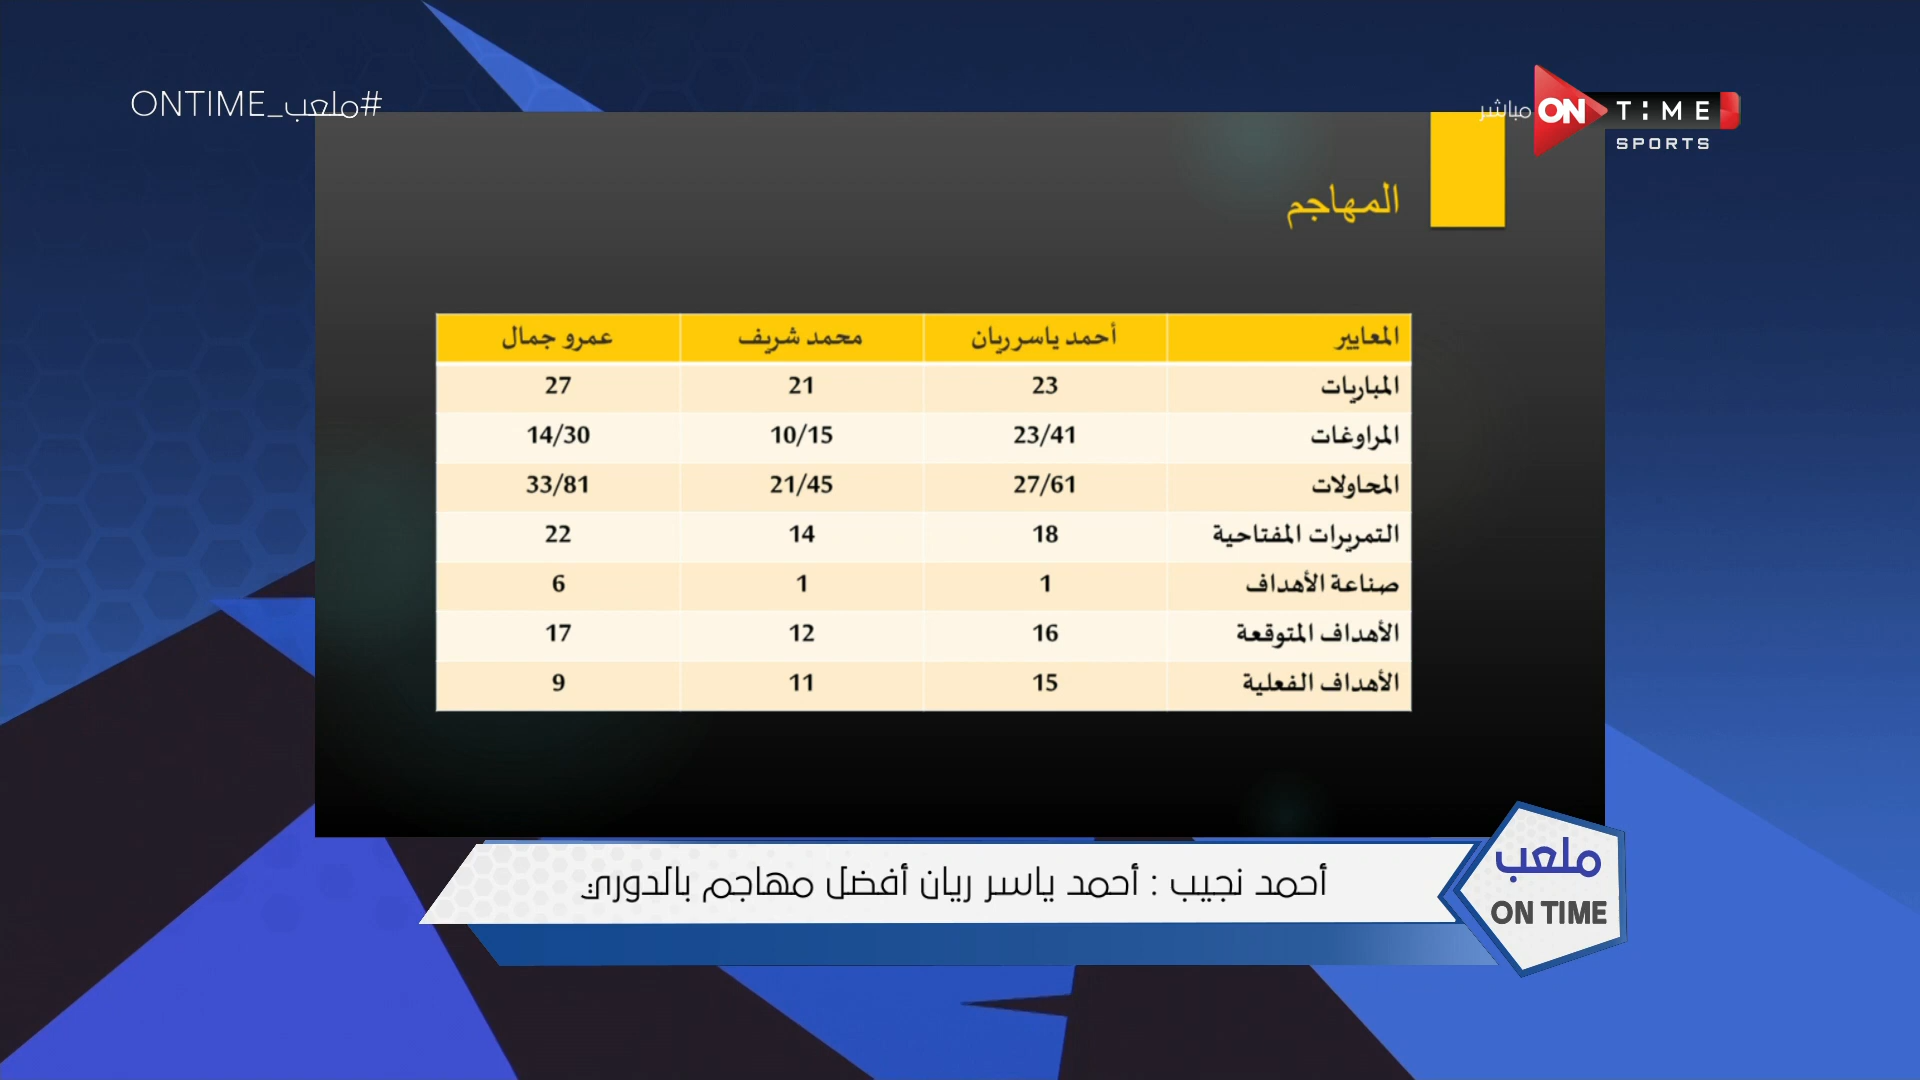 #ملعب_ONTIME
مباشر ON TIME
SPORTS
المهاجم
المعايير أحمد ياسر ريان محمد شريف عمرو جمال
المباريات 23 21 27
المراوغات 23/41 10/15 14/30
المحاولات 27/61 21/45 33/81
التمريرات المفتاحية 18 14 22
صناعة الأهداف 1 1 6
الأهداف المتوقعة 16 12 17
الأهداف الفعلية 15 11 9
أحمد نجيب : أحمد ياسر ريان أفضل مهاجم بالدوري
ملعب
ON TIME